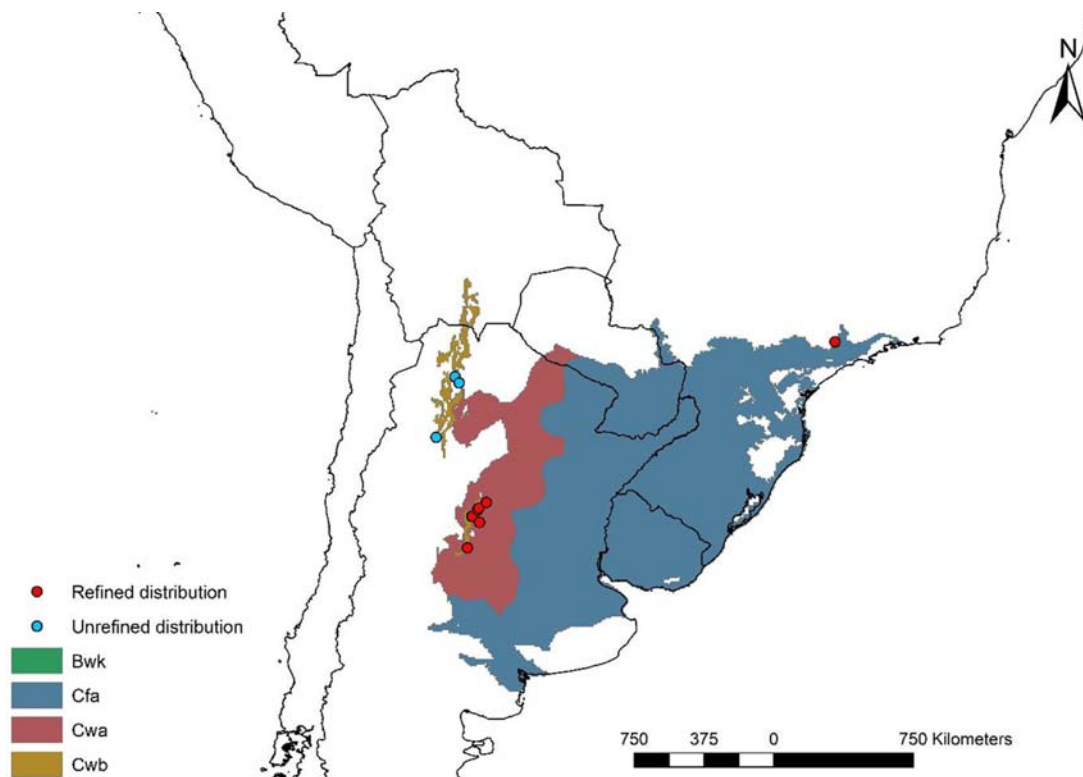 N
Refined distribution
Unrefined distribution
Bwk
Cfa
Cwa
Cwb
750 375 0 750 Kilometers